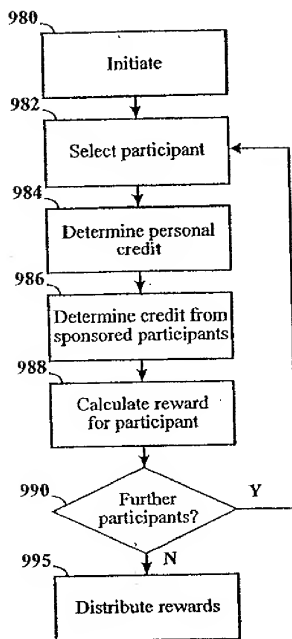 980
Initiate
982
Select participant
984
Determine personal
credit
986
Determine credit from
sponsored participants
988
Calculate reward
for participant
990
Further
participants?
Y
N
995
Distribute rewards